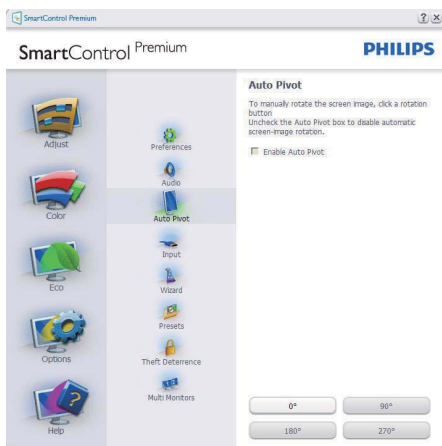 SmartControl Premium
? ×
SmartControl Premium
PHILIPS
Adjust
Color
Eco
Options
Help
Preferences
Audio
Auto Pivot
Input
Wizard
Presets
Theft Deterrence
Multi Monitors
Auto Pivot
To manually rotate the screen image, click a rotation
button
Uncheck the Auto Pivot box to disable automatic
screen-image rotation.
Enable Auto Pivot
0° 90°
180° 270°